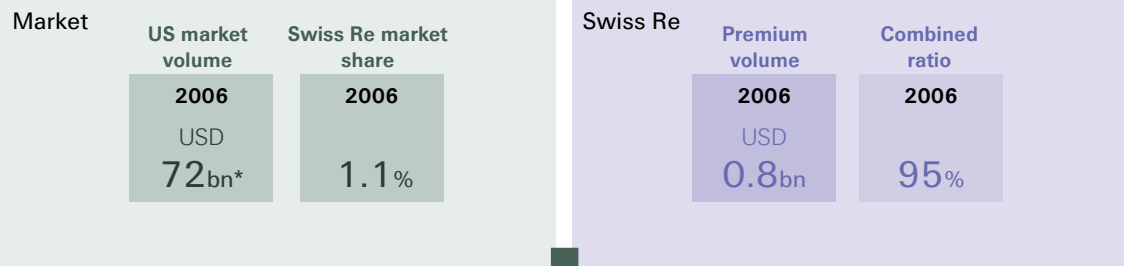 Market
US market
volume
2006
USD
72bn*
Swiss Re market
share
2006
1.1%
Swiss Re
Premium
volume
2006
USD
0.8bn
Combined
ratio
2006
95%